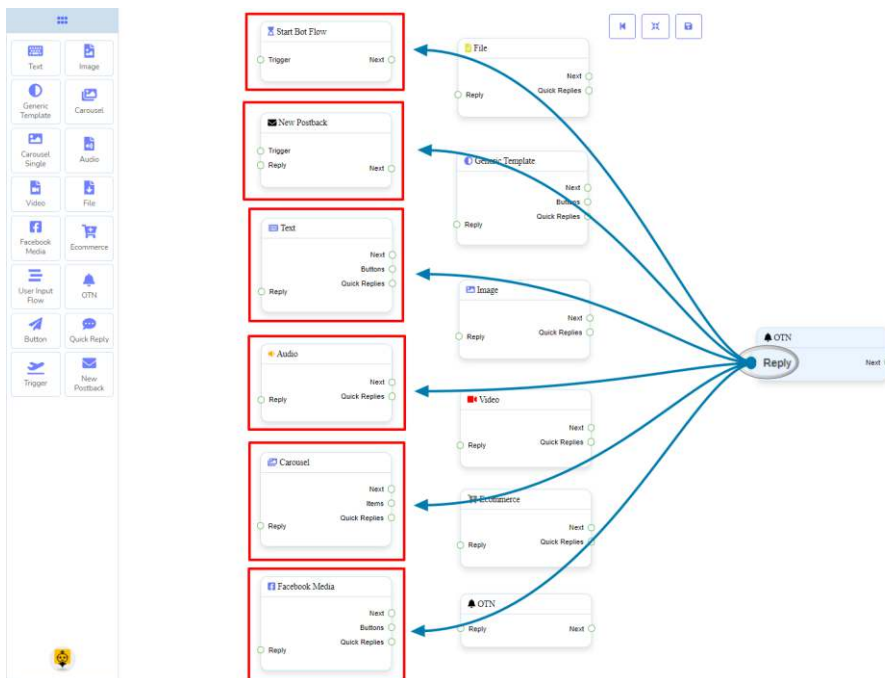 Text
Image
Generic
Template
Carousel
Carousel
Single
Audio
Video
File
Facebook
Media
Ecommerce
User Input
Flow
OTN
Button
Quick Reply
Trigger
New
Postback
Start Bot Flow
Trigger
Next
New Postback
Trigger
Reply
Next
Text
Next
Buttons
Quick Replies
Reply
Audio
Next
Quick Replies
Reply
Carousel
Next
Items
Quick Replies
Reply
Facebook Media
Next
Buttons
Quick Replies
Reply
File
Next
Quick Replies
Reply
Generic Template
Next
Buttons
Quick Replies
Reply
Image
Next
Quick Replies
Reply
Video
Next
Quick Replies
Reply
Ecommerce
Next
Quick Replies
Reply
OTN
Reply
Next
OTN
Reply
Next